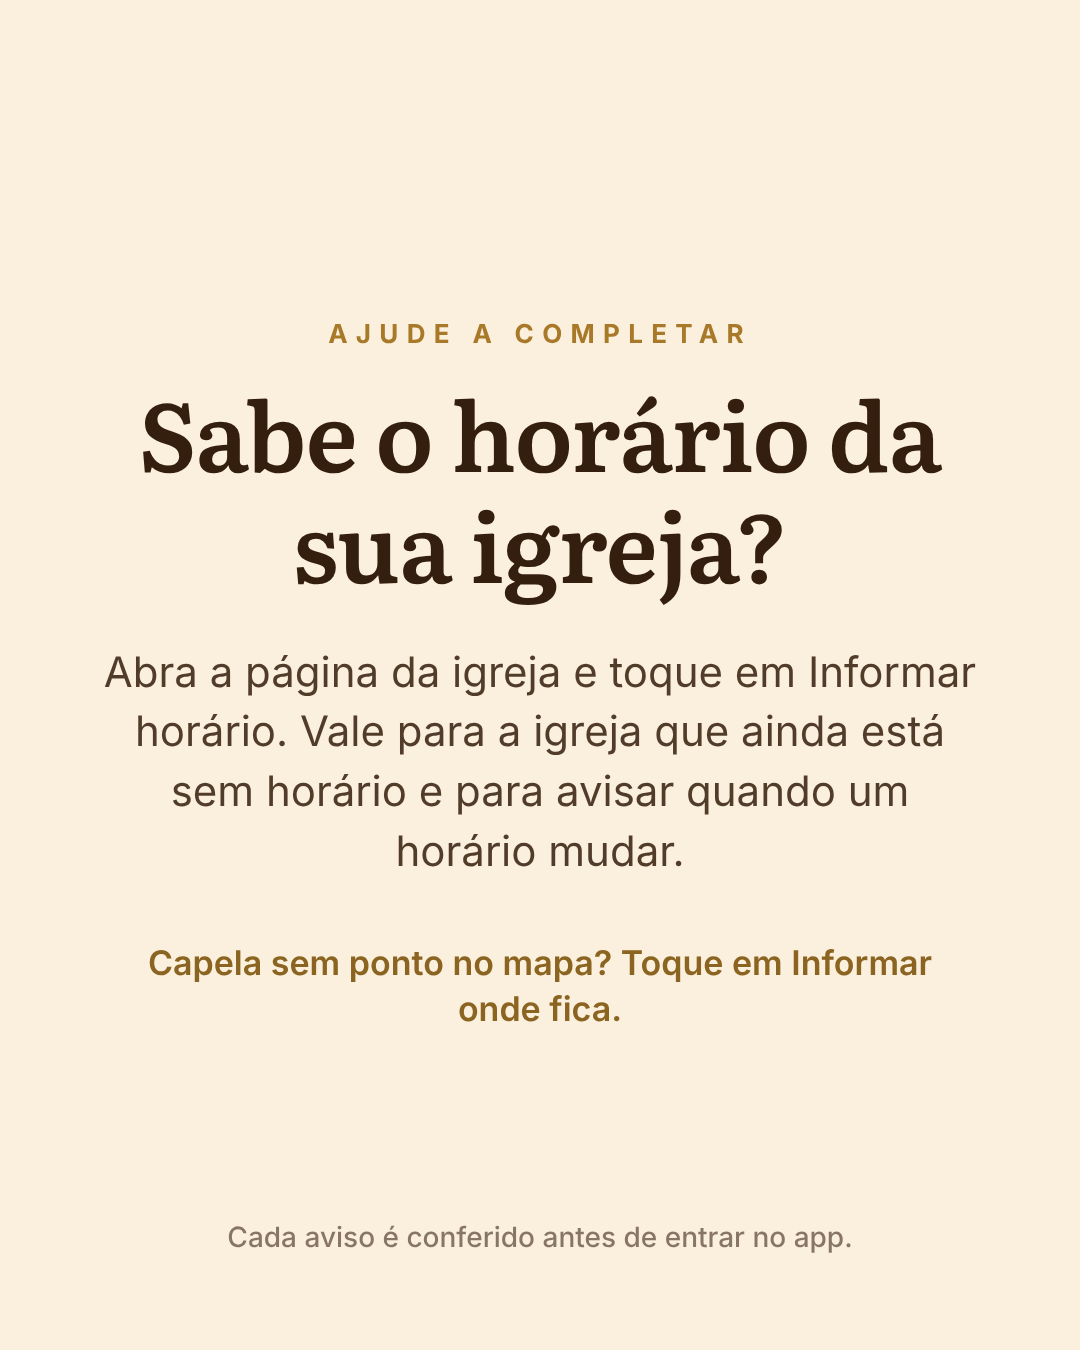 AJUDE A COMPLETAR
Sabe o horário da
sua igreja?
Abra a página da igreja e toque em Informar
horário. Vale para a igreja que ainda está
sem horário e para avisar quando um
horário mudar.
Capela sem ponto no mapa? Toque em Informar
onde fica.
Cada aviso é conferido antes de entrar no app.